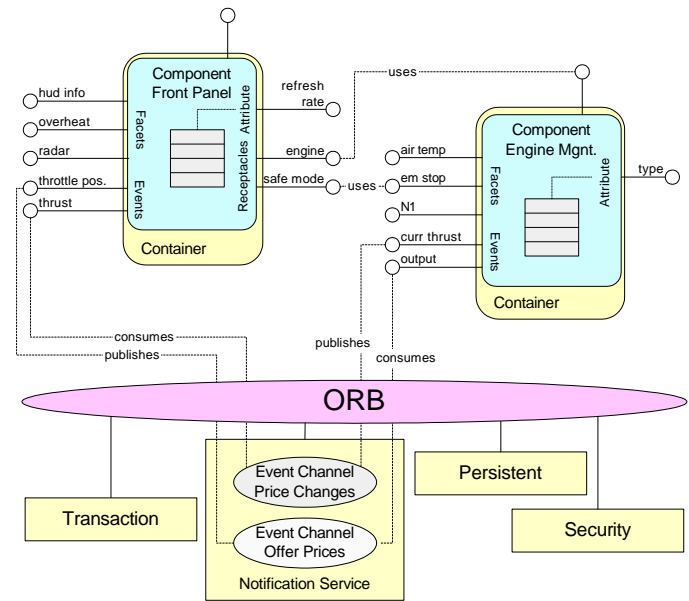 Component
Front Panel
refresh
rate
hud info
overheat
radar
throttle pos.
thrust
Facets
Events
Attribute
Receptacles
engine
safe mode
Container
uses
uses
Component
Engine Mgnt.
air temp
em stop
N1
curr thrust
output
Facets
Events
Attribute
type
Container
consumes
publishes
publishes
consumes
ORB
Transaction
Event Channel
Price Changes
Event Channel
Offer Prices
Notification Service
Persistent
Security